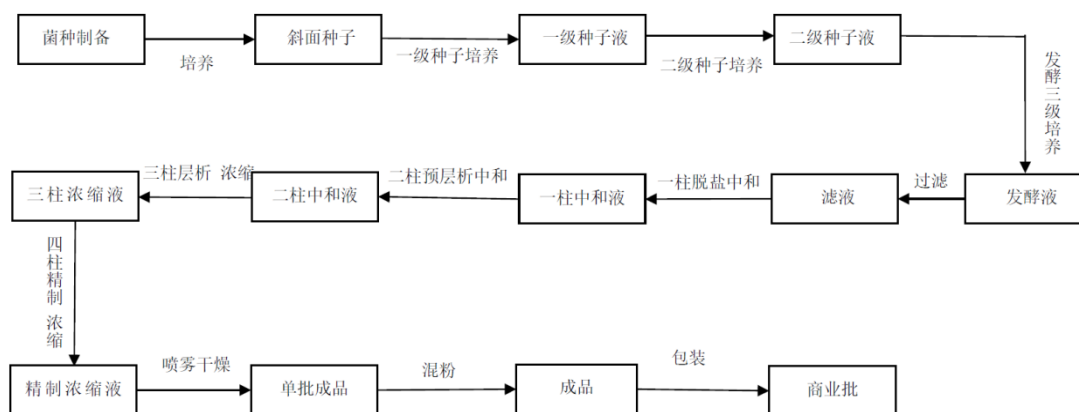 菌种制备
培养
斜面种子
一级种子培养
一级种子液
二级种子培养
二级种子液
发酵三级培养
发酵液
过滤
滤液
一柱脱盐中和
一柱中和液
二柱预层析中和
二柱中和液
三柱层析 浓缩
三柱浓缩液
四柱精制 浓缩
精制浓缩液
喷雾干燥
单批成品
混粉
成品
包装
商业批